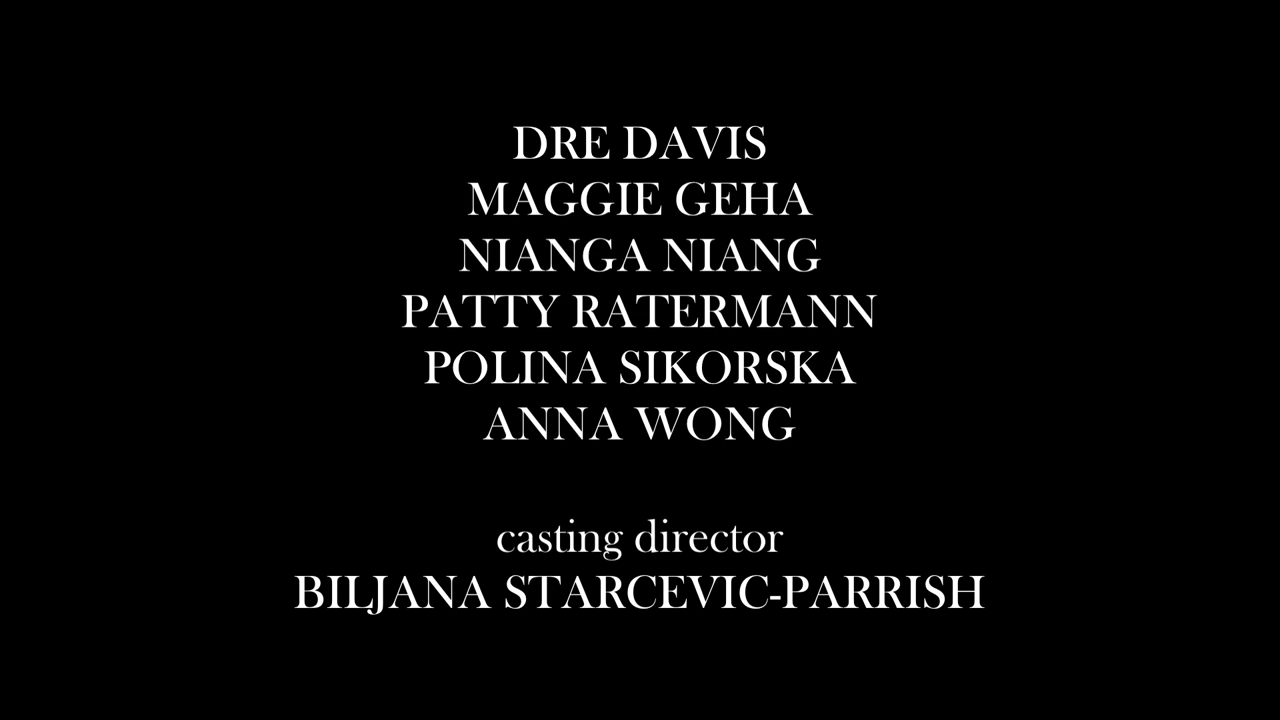 DRE DAVIS
MAGGIE GEHA
NIANGA NIANG
PATTY RATERMANN
POLINA SIKORSKA
ANNA WONG
casting director
BILJANA STARCEVIC-PARRISH